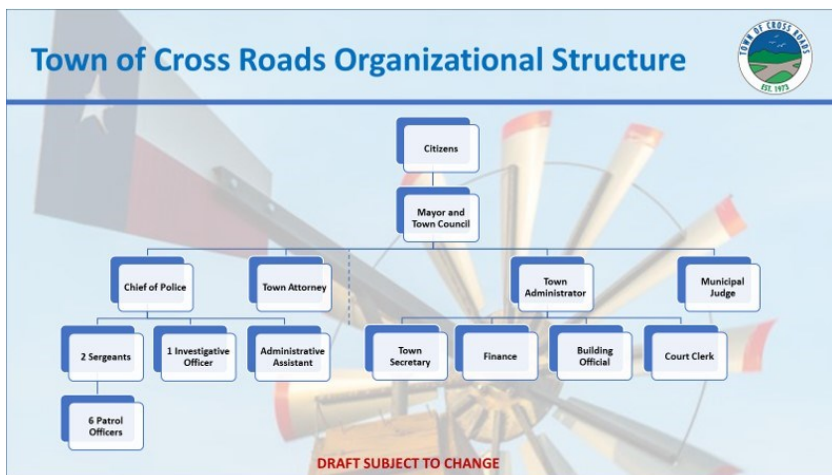 Town of Cross Roads Organizational Structure
TOWN OF CROSS ROADS
EST. 1973
Citizens
Mayor and
Town Council
Chief of Police
Town Attorney
Town
Administrator
Municipal
Judge
2 Sergeants
1 Investigative
Officer
Administrative
Assistant
Town
Secretary
Finance
Building
Official
Court Clerk
6 Patrol
Officers
DRAFT SUBJECT TO CHANGE